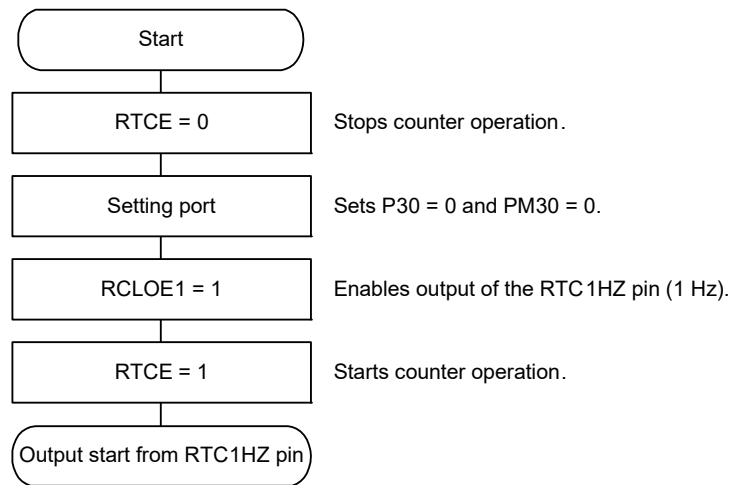 Start
RTCE = 0
Stops counter operation.
Setting port
Sets P30 = 0 and PM30 = 0.
RCLOE1 = 1
Enables output of the RTC1HZ pin (1 Hz).
RTCE = 1
Starts counter operation.
Output start from RTC1HZ pin